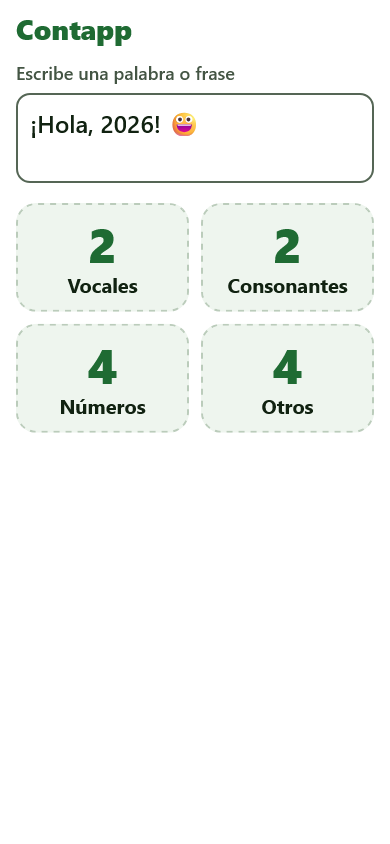 Contapp
Escribe una palabra o frase
¡Hola, 2026! 😀
2
Vocales
2
Consonantes
4
Números
4
Otros